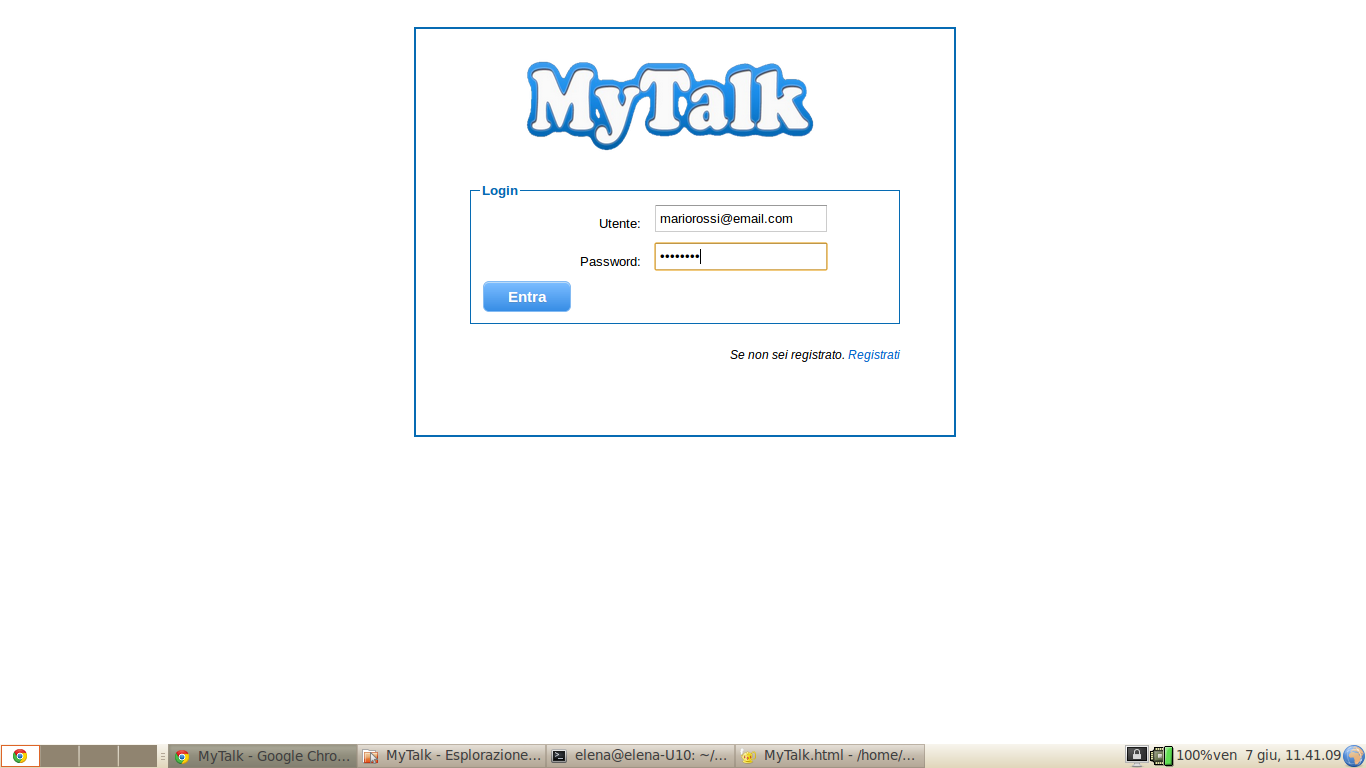 MyTalk
Login
Utente: mariorossi@email.com
Password: ••••••••
Entra
Se non sei registrato. Registrati
MyTalk - Google Chro... MyTalk - Esplorazione... elena@elena-U10: ~/... MyTalk.html - /home/... 100% ven 7 giu, 11.41.09